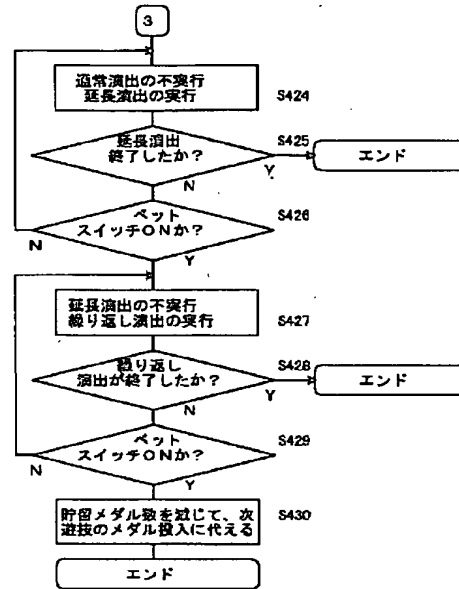 3
通常演出の不実行
延長演出の実行
S424
延長演出
終了したか?
S425
エンド
N
Y
ベット
スイッチONか?
S426
N
Y
延長演出の不実行
繰り返し演出の実行
S427
繰り返し
演出が終了したか?
S428
エンド
N
Y
ベット
スイッチONか?
S429
N
Y
貯留メダル数を減じて、次
遊技のメダル投入に代える
S430
エンド